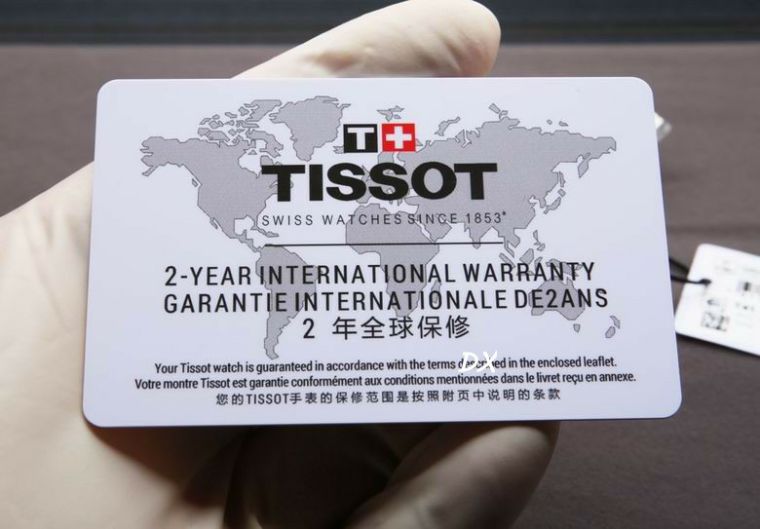 T+
TISSOT
SWISS WATCHES SINCE 1853*
2-YEAR INTERNATIONAL WARRANTY
GARANTIE INTERNATIONALE DE2ANS
2 年全球保修
Your Tissot watch is guaranteed in accordance with the terms described in the enclosed leaflet.
DX
Votre montre Tissot est garantie conformément aux conditions mentionnées dans le livret reçu en annexe.
您的TISSOT手表的保修范围是按照附页中说明的条款